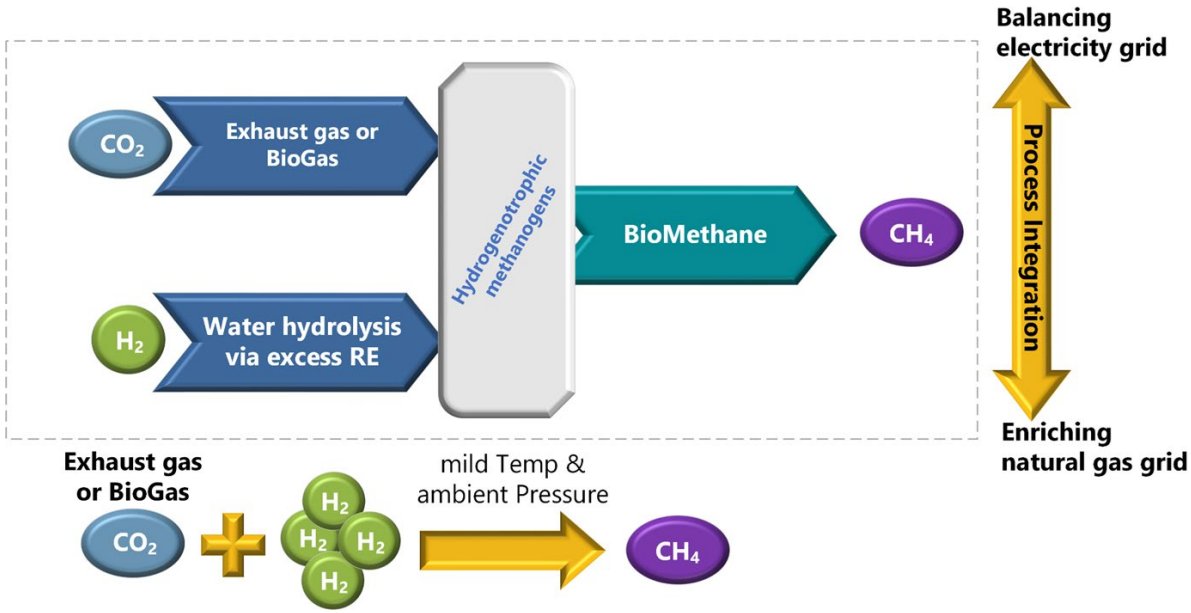 Balancing
electricity grid
CO₂
Exhaust gas or
BioGas
Hydrogenotrophic
methanogens
BioMethane
CH₄
Process Integration
H₂
Water hydrolysis
via excess RE
Enriching
natural gas grid
Exhaust gas
or BioGas
mild Temp &
ambient Pressure
CO₂
H₂
H₂
H₂
H₂
CH₄